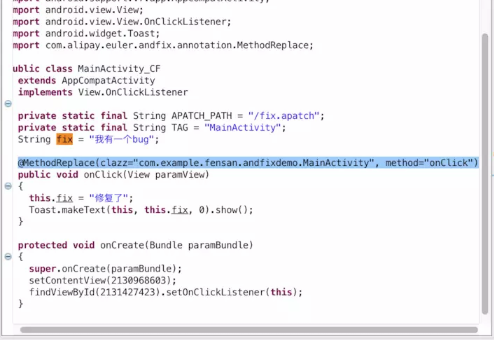 mport android.view.View;
mport android.view.View.OnClickListener;
mport android.widget.Toast;
mport com.alipay.euler.andfix.annotation.MethodReplace;
ublic class MainActivity_CF
extends AppCompatActivity
implements View.OnClickListener
private static final String APATCH_PATH = "/fix.apatch";
private static final String TAG = "MainActivity";
String fix = "我有一个bug";
@MethodReplace(clazz="com.example.fensan.andfixdemo.MainActivity", method="onClick")
public void onClick(View paramView)
{
this.fix = "修复了";
Toast.makeText(this, this.fix, 0).show();
}
protected void onCreate(Bundle paramBundle)
{
super.onCreate(paramBundle);
setContentView(2130968603);
findViewById(2131427423).setOnClickListener(this);
}